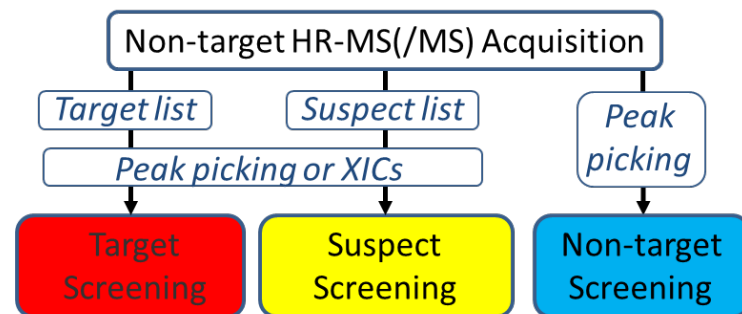 Non-target HR-MS(/MS) Acquisition
Target list
Suspect list
Peak
picking
Peak picking or XICs
Target
Screening
Suspect
Screening
Non-target
Screening